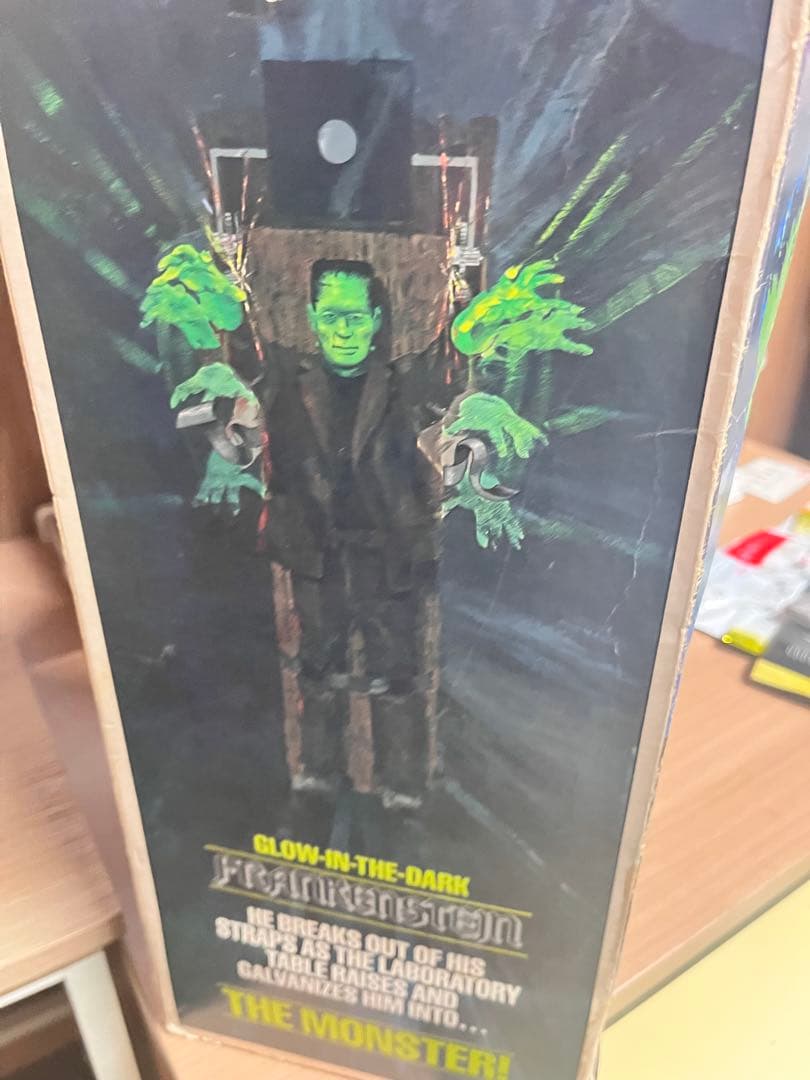 GLOW-IN-THE-DARK
FRANKENSTEIN
HE BREAKS OUT OF HIS
STRAPS AS THE LABORATORY
TABLE RAISES AND
GALVANIZES HIM INTO...
THE MONSTER!